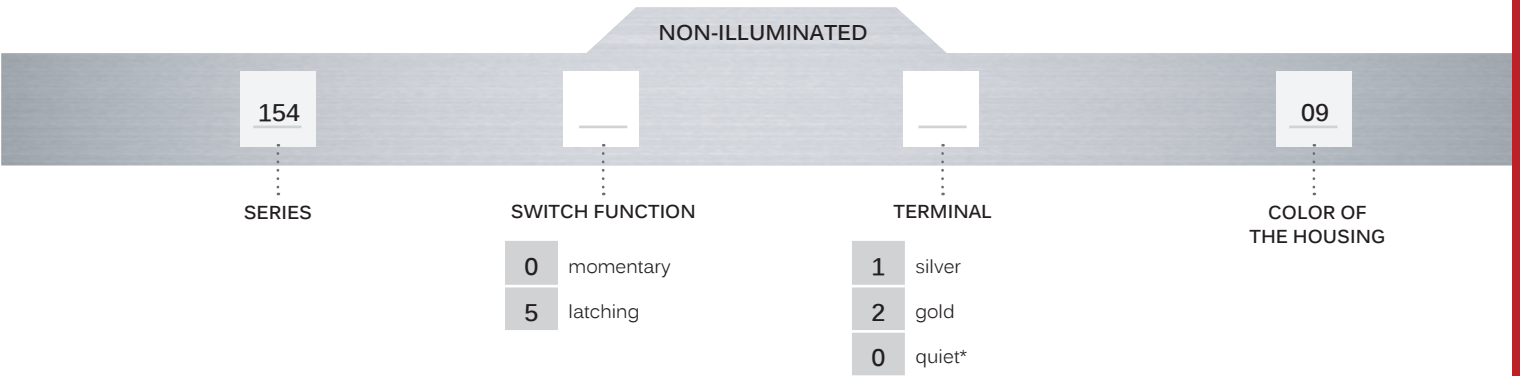 NON-ILLUMINATED
154
09
SERIES
SWITCH FUNCTION
0 momentary
5 latching
TERMINAL
1 silver
2 gold
0 quiet*
COLOR OF
THE HOUSING